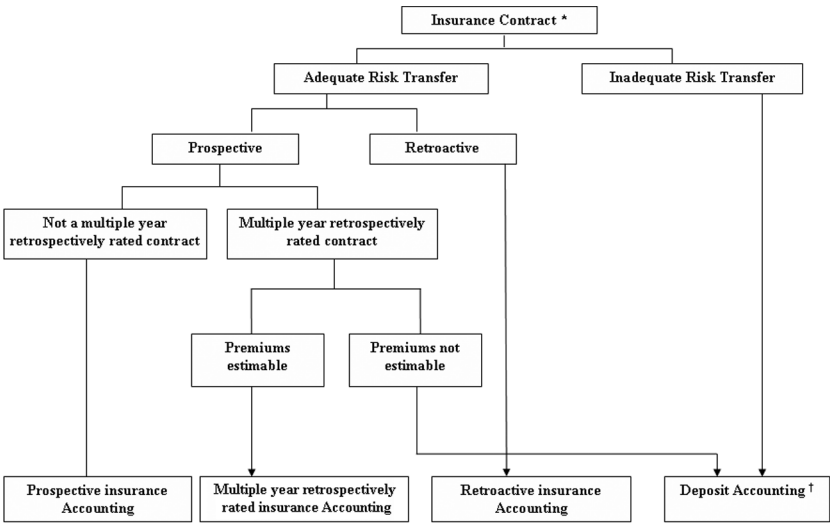 Insurance Contract *
Adequate Risk Transfer
Inadequate Risk Transfer
Prospective
Retroactive
Not a multiple year
retrospectively rated contract
Multiple year retrospectively
rated contract
Premiums
estimable
Premiums not
estimable
Prospective insurance
Accounting
Multiple year retrospectively
rated insurance Accounting
Retroactive insurance
Accounting
Deposit Accounting †